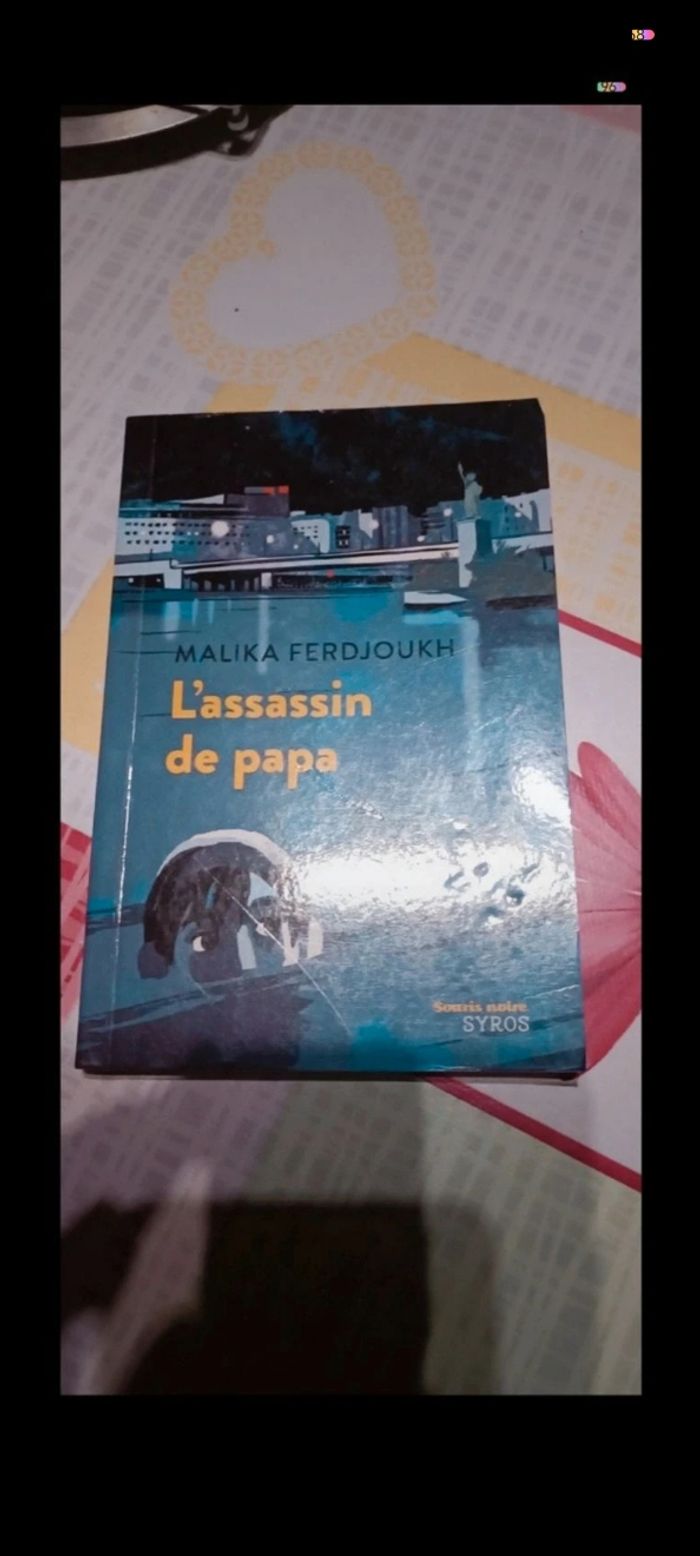 MALIKA FERDJOUKH
L'assassin
de papa
Souris noire
SYROS